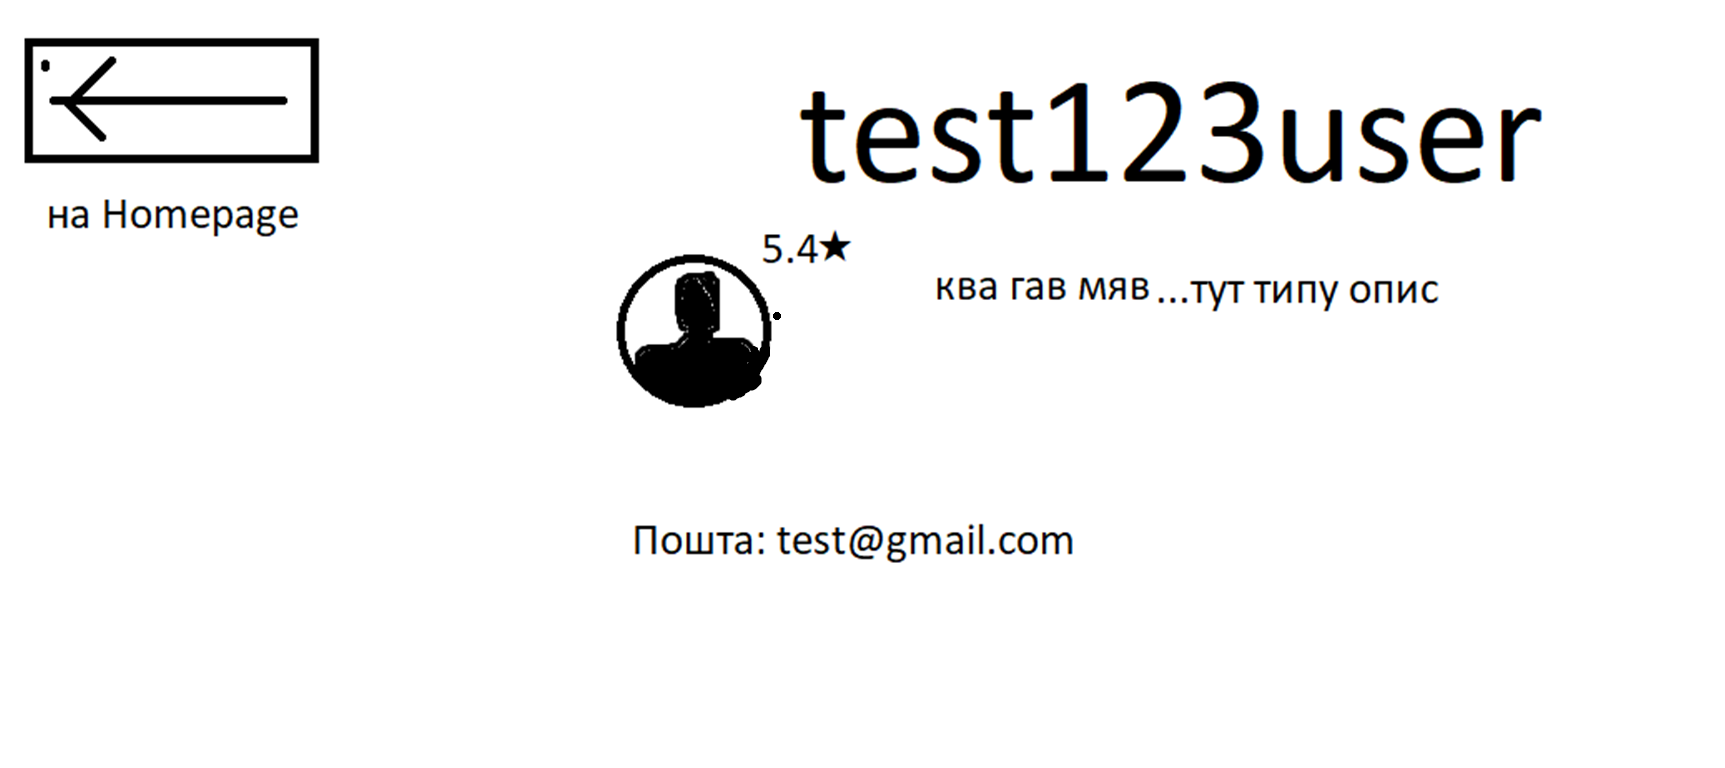 test123user
на Homepage
5.4★
ква гав мяв...тут типу опис
Пошта: test@gmail.com